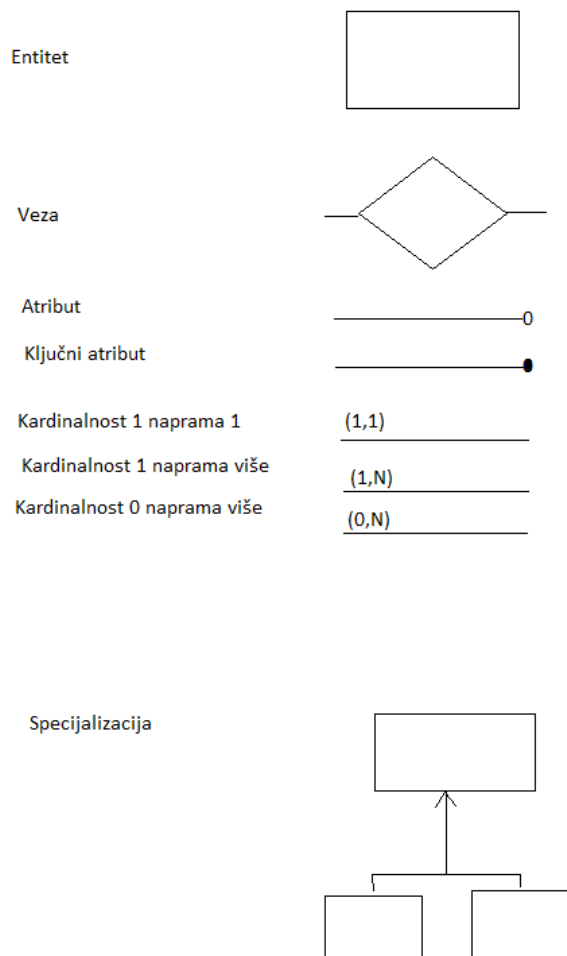 Entitet
Veza
Atribut
0
Ključni atribut
Kardinalnost 1 naprama 1
(1,1)
Kardinalnost 1 naprama više
(1,N)
Kardinalnost 0 naprama više
(0,N)
Specijalizacija